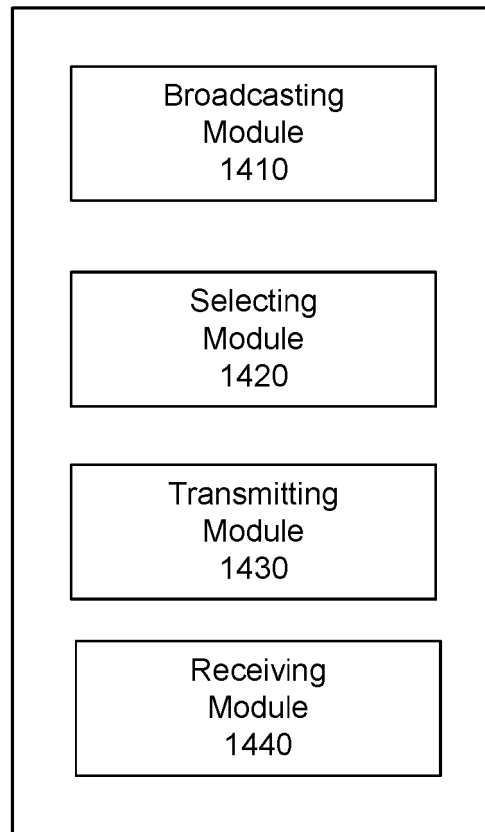 Broadcasting
Module
1410
Selecting
Module
1420
Transmitting
Module
1430
Receiving
Module
1440